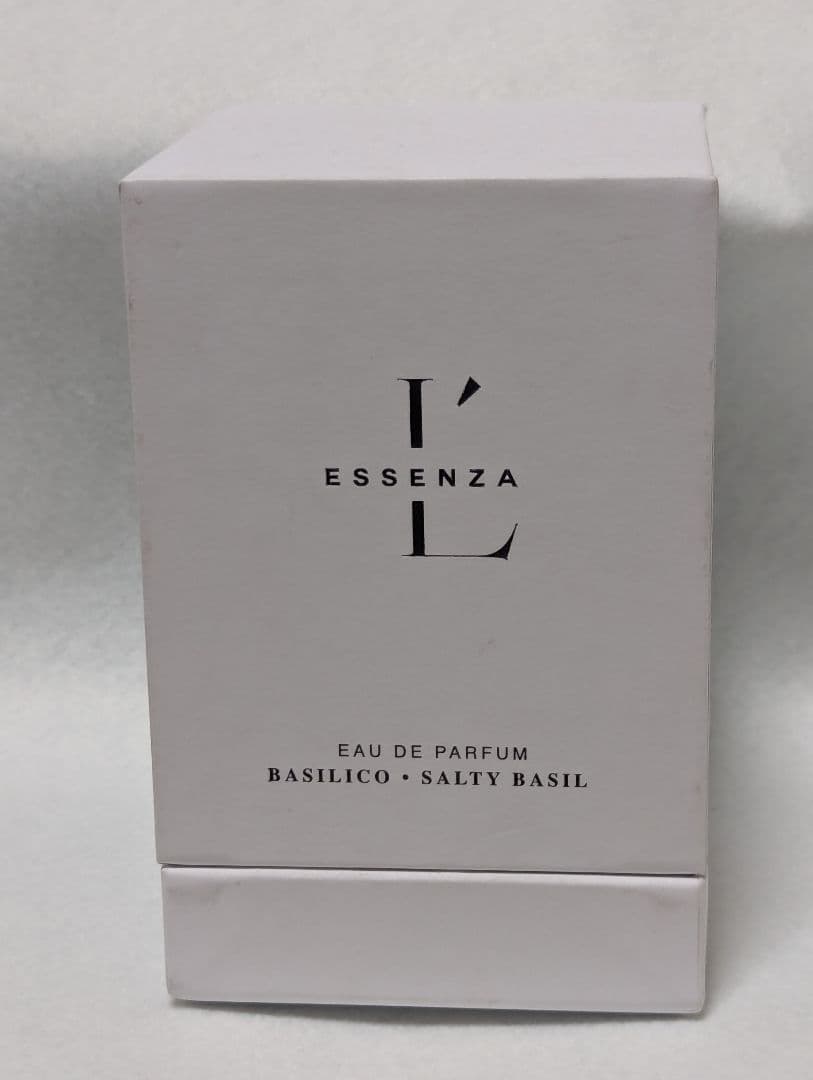 L'
ESSENZA
EAU DE PARFUM
BASILICO • SALTY BASIL